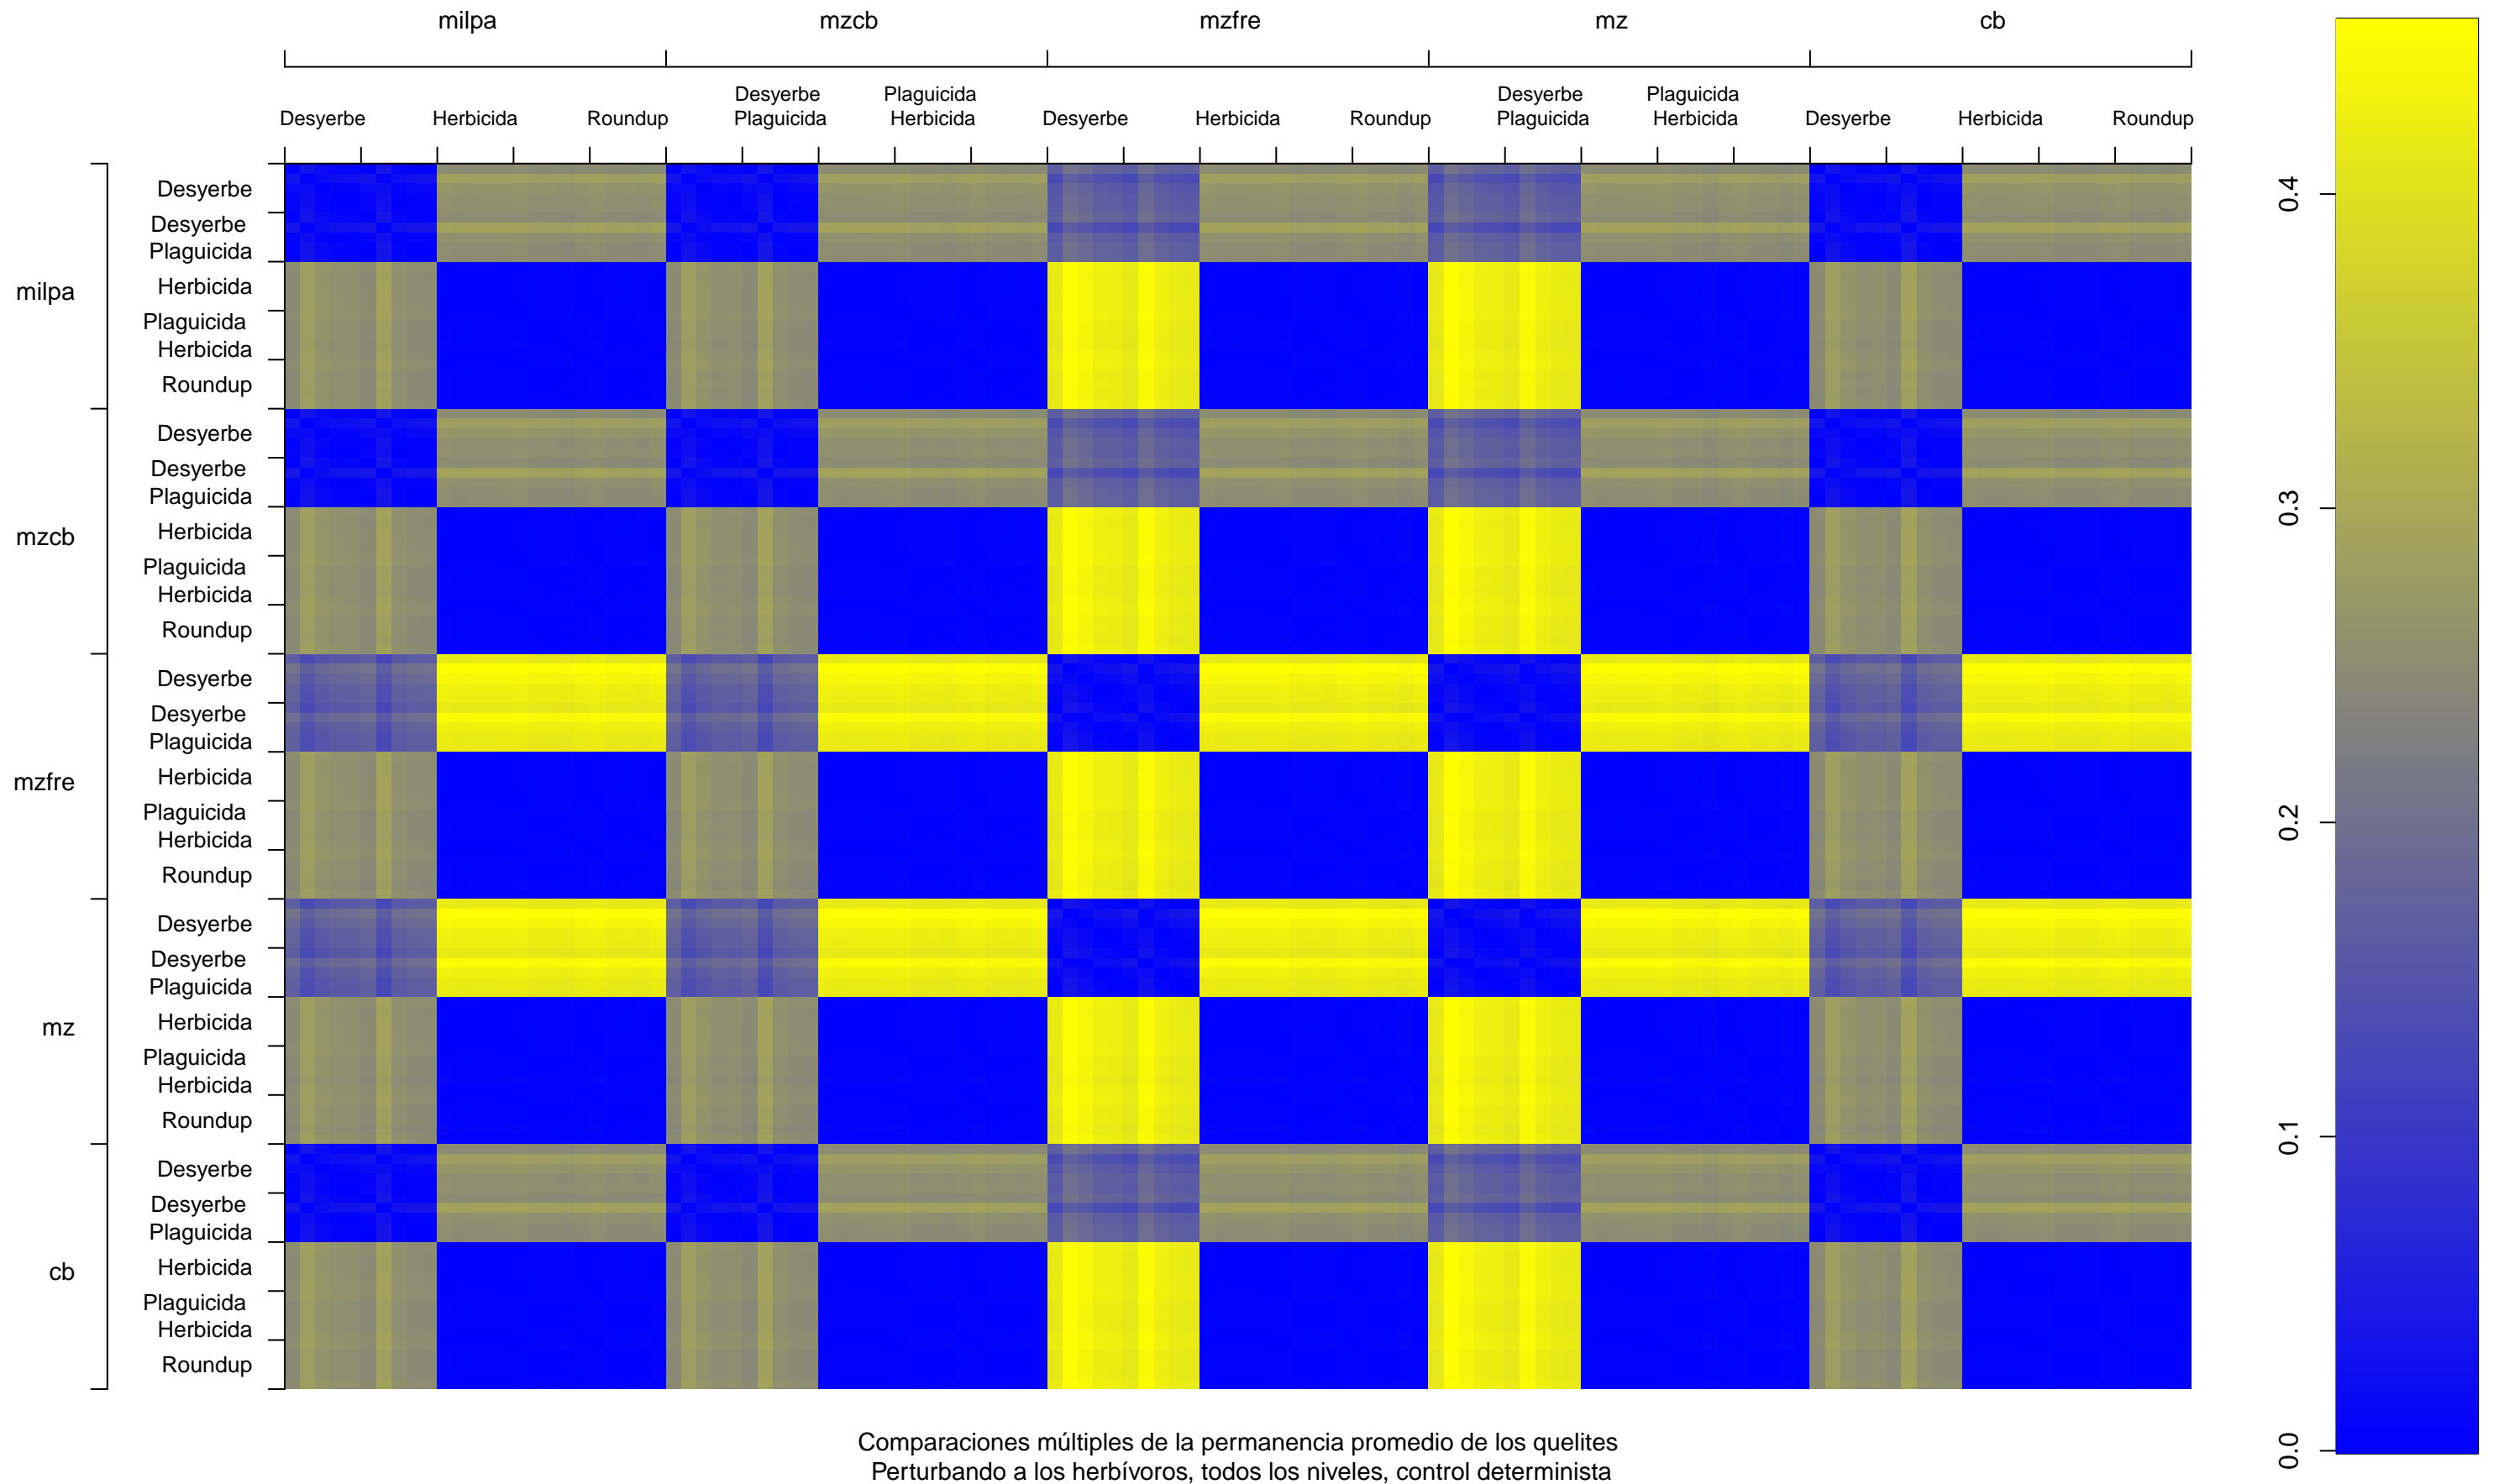 milpa mzcb mzfre mz cb
Desyerbe Plaguicida
Desyerbe Plaguicida
Desyerbe Herbicida Roundup Plaguicida Herbicida Desyerbe Herbicida Roundup Plaguicida Herbicida Desyerbe Herbicida Roundup
milpa
Desyerbe
Desyerbe
Plaguicida
Herbicida
Plaguicida
Herbicida
Roundup
mzcb
Desyerbe
Desyerbe
Plaguicida
Herbicida
Plaguicida
Herbicida
Roundup
mzfre
Desyerbe
Desyerbe
Plaguicida
Herbicida
Plaguicida
Herbicida
Roundup
mz
Desyerbe
Desyerbe
Plaguicida
Herbicida
Plaguicida
Herbicida
Roundup
cb
Desyerbe
Desyerbe
Plaguicida
Herbicida
Plaguicida
Herbicida
Roundup
0.4
0.3
0.2
0.1
0.0
Comparaciones múltiples de la permanencia promedio de los quelites
Perturbando a los herbívoros, todos los niveles, control determinista